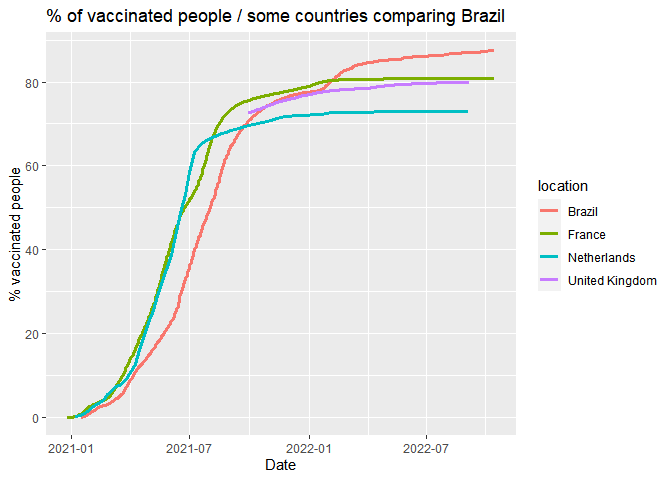 % of vaccinated people / some countries comparing Brazil
% vaccinated people
80
60
40
20
0
2021-01
2021-07
2022-01
2022-07
Date
location
Brazil
France
Netherlands
United Kingdom